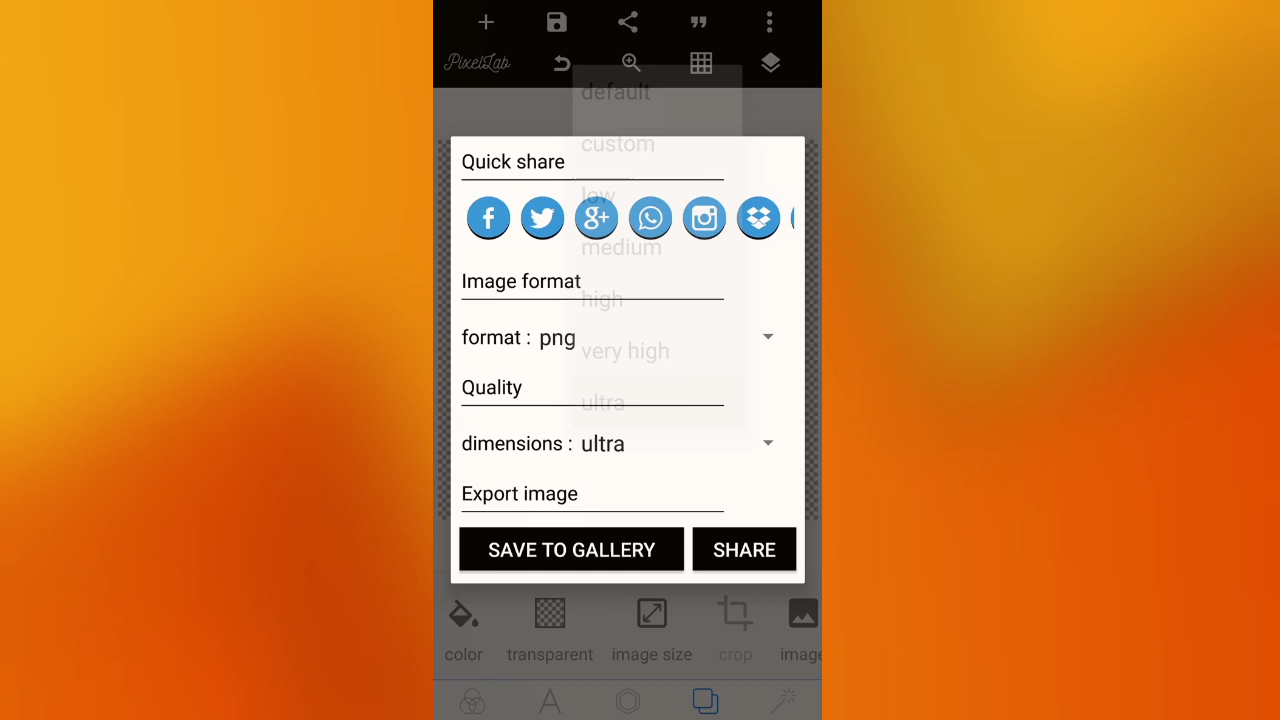 PixelLab
default
custom
Quick share
low
medium
Image format
high
format : png
very high
Quality
ultra
dimensions : ultra
Export image
SAVE TO GALLERY SHARE
color transparent image size crop image